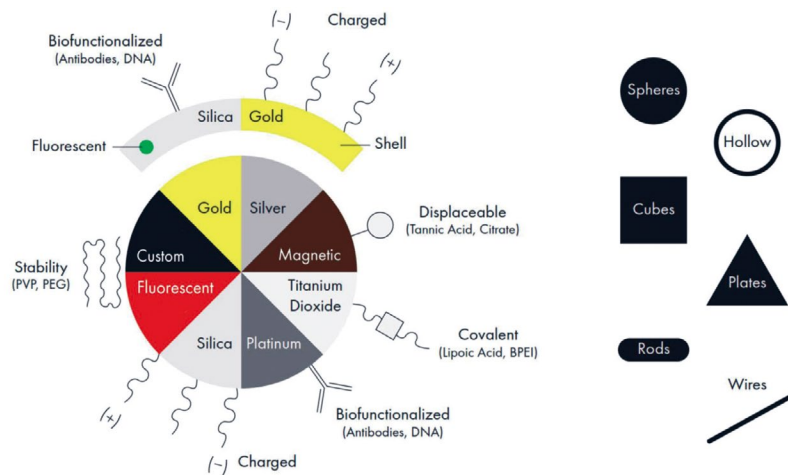 (-)
Charged
Biofunctionalized
(Antibodies, DNA)
(+)
Silica
Gold
Fluorescent
Shell
Gold
Silver
Custom
Magnetic
Displaceable
(Tannic Acid, Citrate)
Stability
(PVP, PEG)
Fluorescent
Titanium
Dioxide
Silica
Platinum
Covalent
(Lipoic Acid, BPEI)
(+)
(-)
Charged
Biofunctionalized
(Antibodies, DNA)
Spheres
Hollow
Cubes
Plates
Rods
Wires